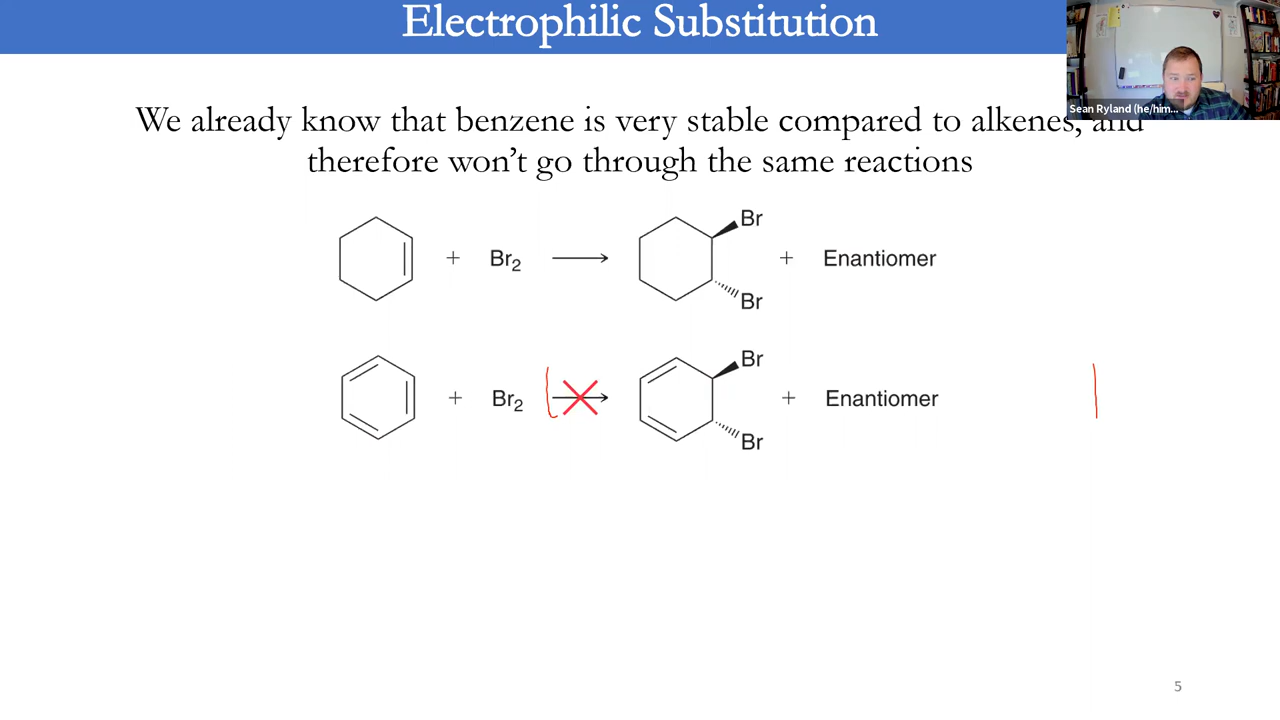 Electrophilic Substitution
Sean Ryland (he/him...
We already know that benzene is very stable compared to alkenes, and
therefore won't go through the same reactions
Br
+ Br₂ + Enantiomer
Br
Br
+ Br₂ + Enantiomer
Br
5